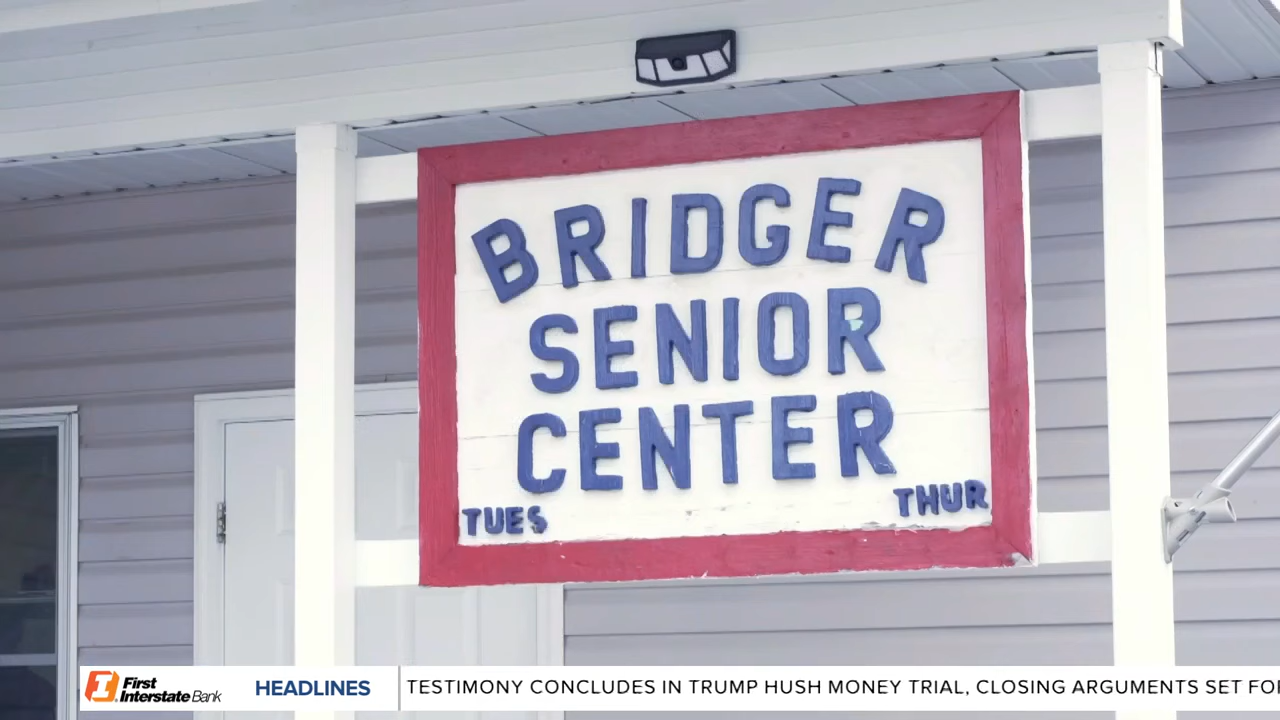 BRIDGER
SENIOR
CENTER
TUES THUR
First
Interstate Bank
HEADLINES
TESTIMONY CONCLUDES IN TRUMP HUSH MONEY TRIAL, CLOSING ARGUMENTS SET FOR